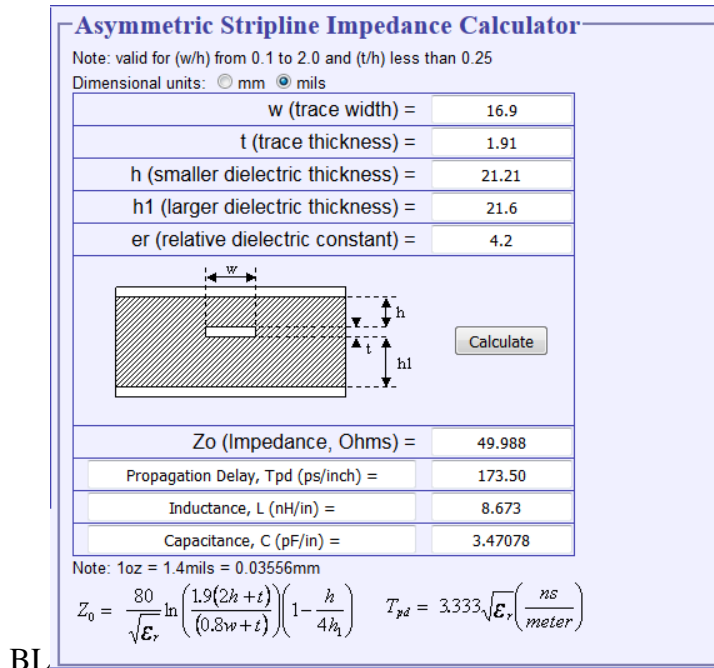 Asymmetric Stripline Impedance Calculator
Note: valid for (w/h) from 0.1 to 2.0 and (t/h) less than 0.25
Dimensional units: mm mils
w (trace width) = 16.9
t (trace thickness) = 1.91
h (smaller dielectric thickness) = 21.21
h1 (larger dielectric thickness) = 21.6
er (relative dielectric constant) = 4.2
w
h
t
h1
Calculate
Zo (Impedance, Ohms) = 49.988
Propagation Delay, Tpd (ps/inch) = 173.50
Inductance, L (nH/in) = 8.673
Capacitance, C (pF/in) = 3.47078
Note: 1oz = 1.4mils = 0.03556mm
Z₀ = 80/√εᵣ ln(1.9(2h+t)/(0.8w+t))(1−h/4h₁) T_pd = 3.333√εᵣ(ns/meter)
BL